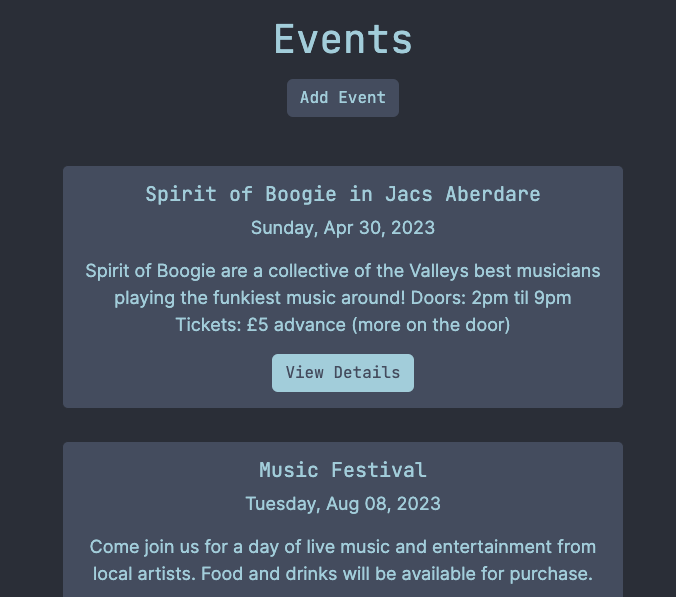 Events
Add Event
Spirit of Boogie in Jacs Aberdare
Sunday, Apr 30, 2023
Spirit of Boogie are a collective of the Valleys best musicians
playing the funkiest music around! Doors: 2pm til 9pm
Tickets: £5 advance (more on the door)
View Details
Music Festival
Tuesday, Aug 08, 2023
Come join us for a day of live music and entertainment from
local artists. Food and drinks will be available for purchase.